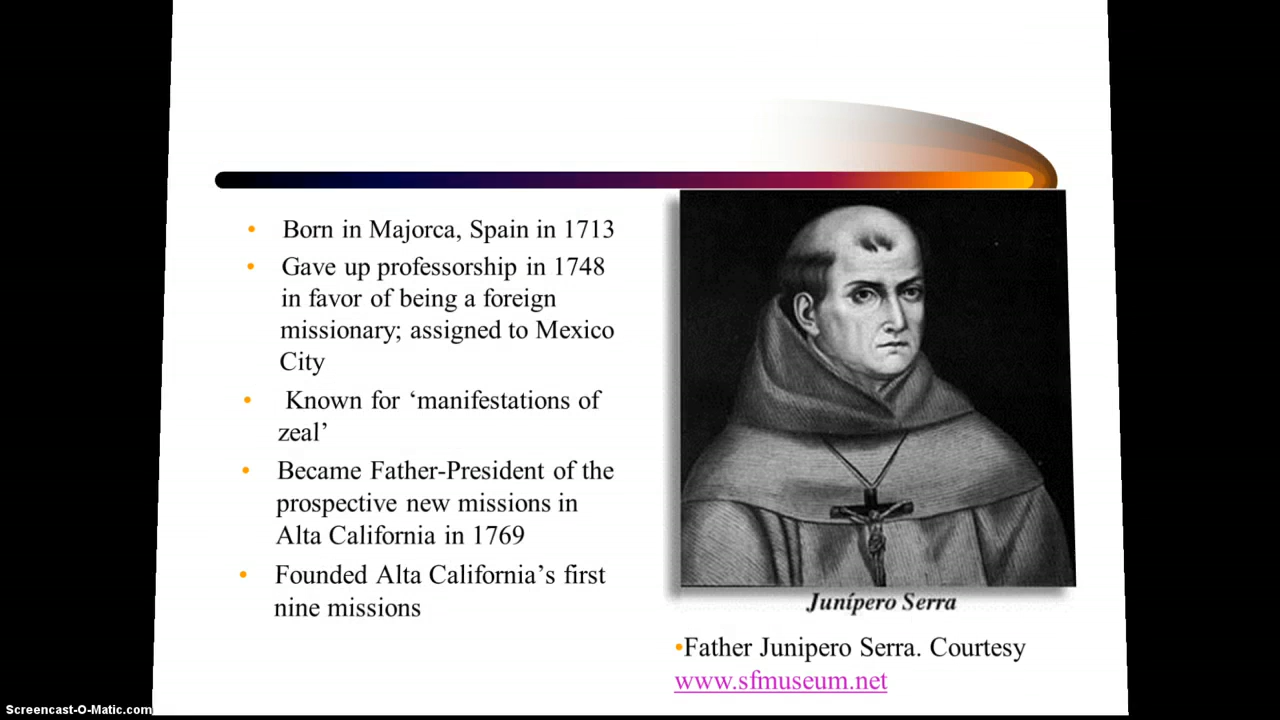 • Born in Majorca, Spain in 1713
• Gave up professorship in 1748
in favor of being a foreign
missionary; assigned to Mexico
City
• Known for ‘manifestations of
zeal’
• Became Father-President of the
prospective new missions in
Alta California in 1769
• Founded Alta California’s first
nine missions
Junípero Serra
•Father Junipero Serra. Courtesy
www.sfmuseum.net
Screencast-O-Matic.com